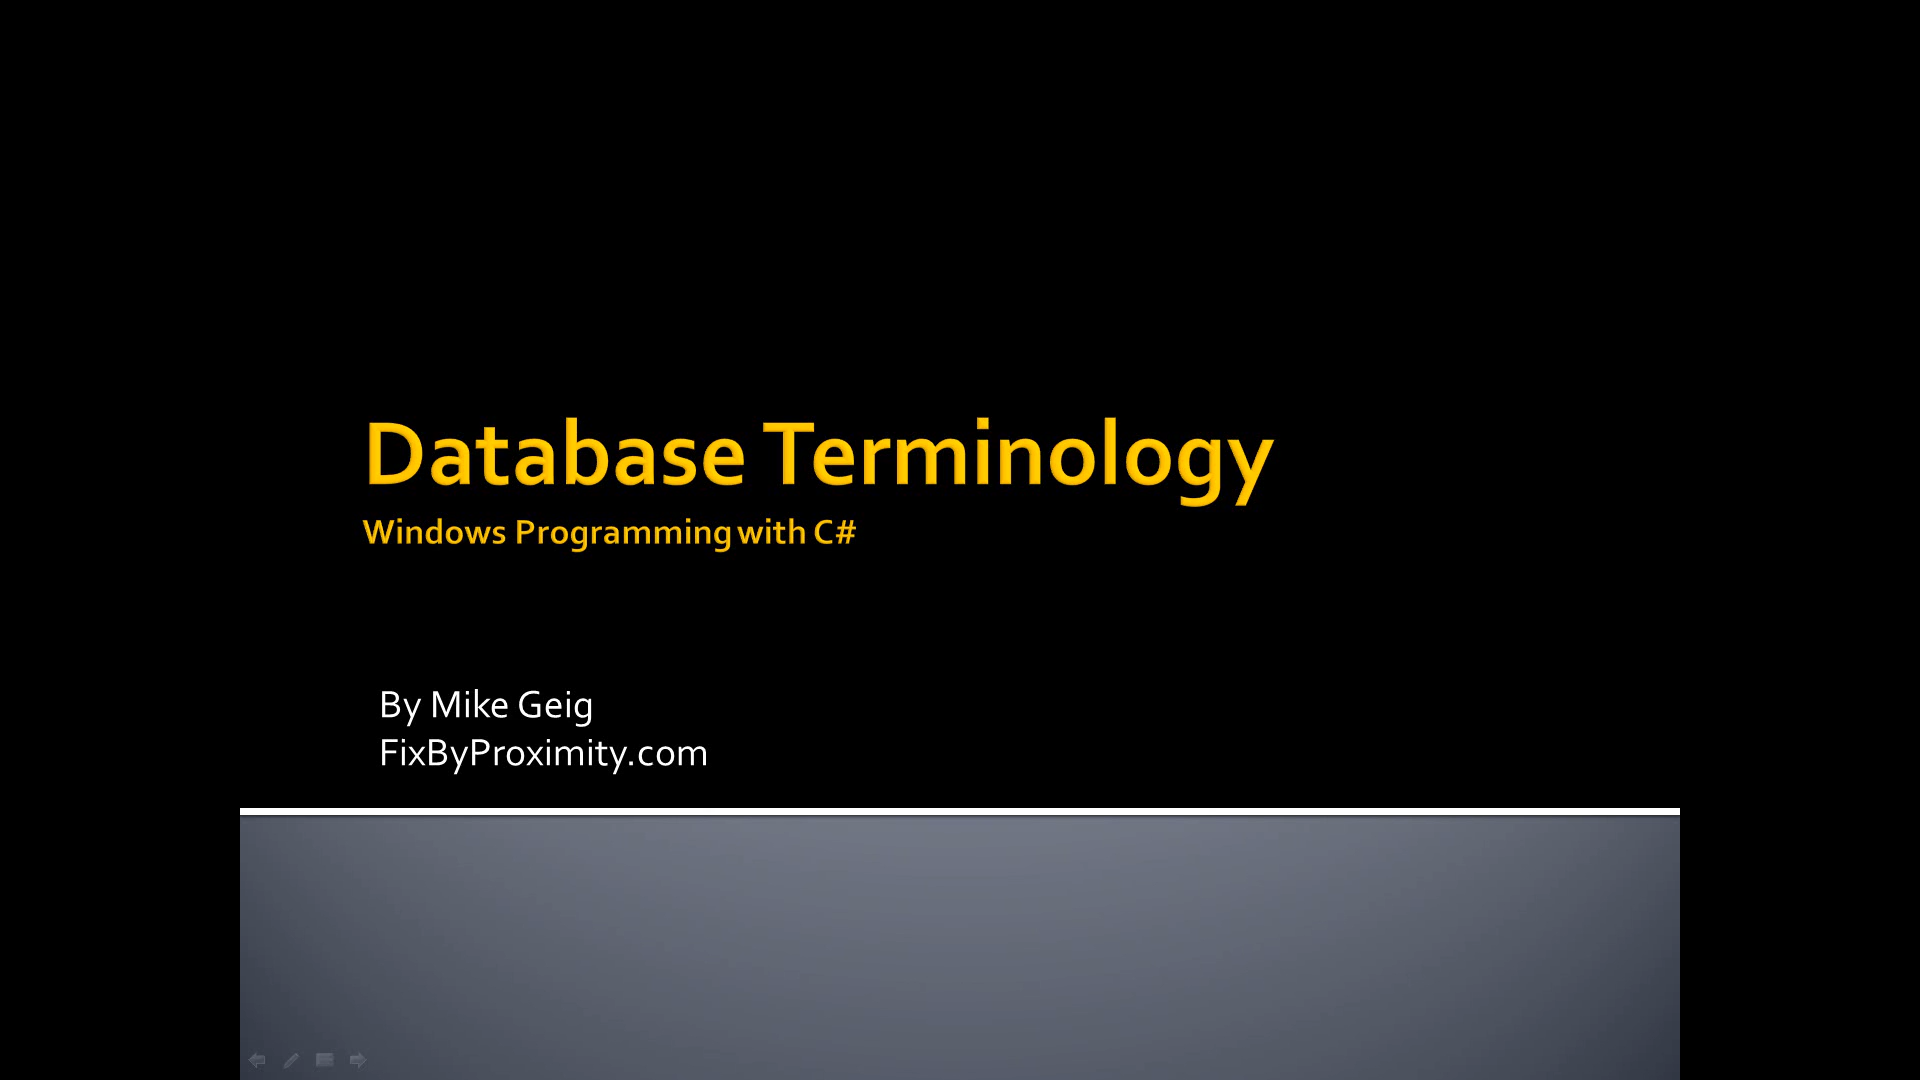 Database Terminology
Windows Programming with C#
By Mike Geig
FixByProximity.com